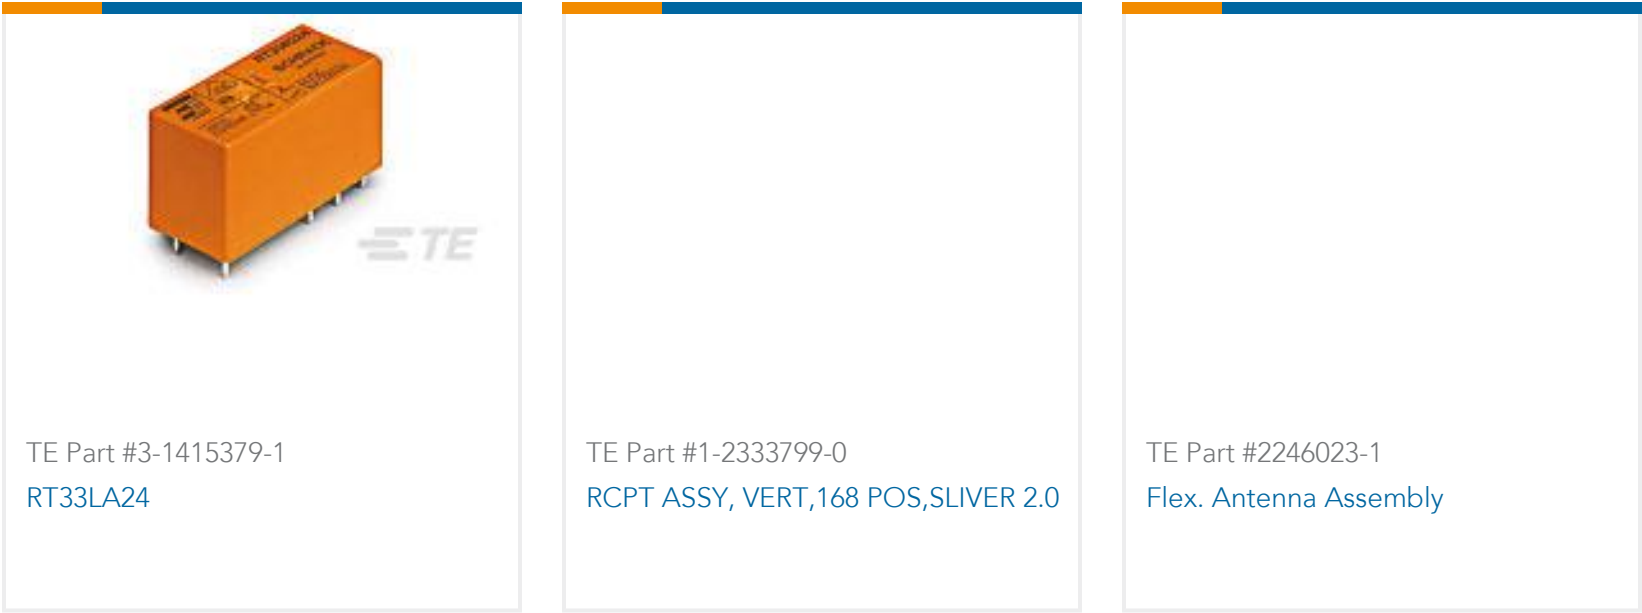 TE
TE Part #3-1415379-1
RT33LA24
TE Part #1-2333799-0
RCPT ASSY, VERT,168 POS,SLIVER 2.0
TE Part #2246023-1
Flex. Antenna Assembly